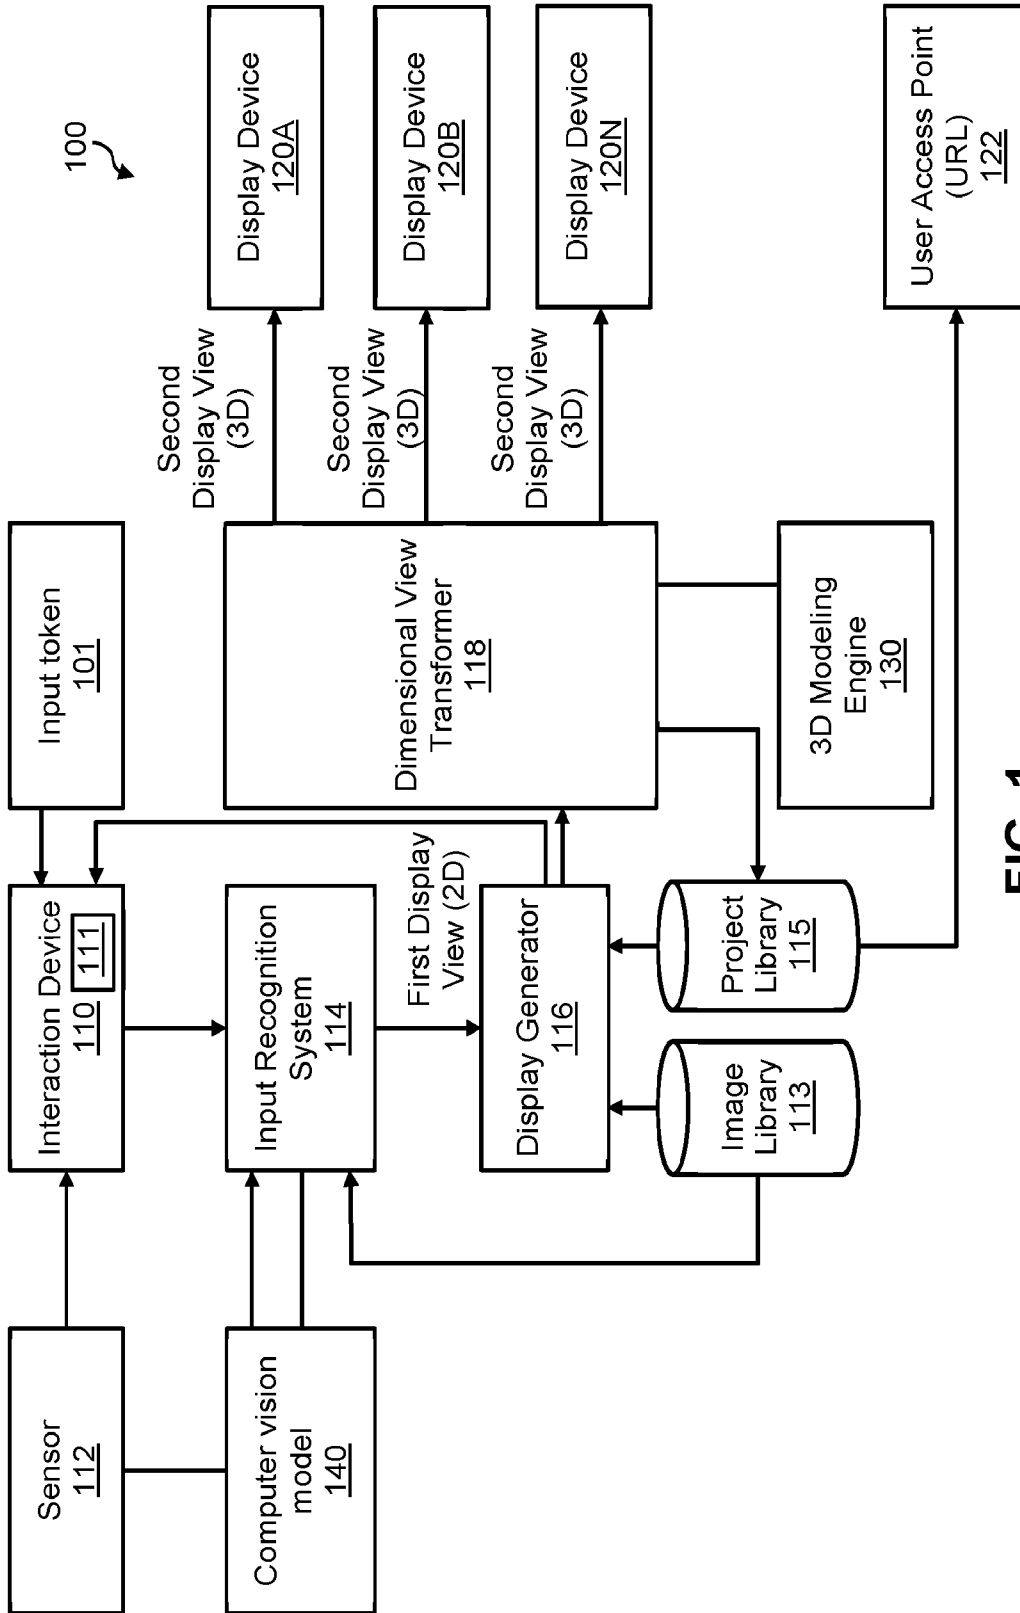 100
Sensor
112
Interaction Device
110
111
Input token
101
Computer vision
model
140
Input Recognition
System
114
First Display
View (2D)
Display Generator
116
Image
Library
113
Project
Library
115
Dimensional View
Transformer
118
3D Modeling
Engine
130
Second
Display View
(3D)
Second
Display View
(3D)
Second
Display View
(3D)
Display Device
120A
Display Device
120B
Display Device
120N
User Access Point
(URL)
122
FIG. 1